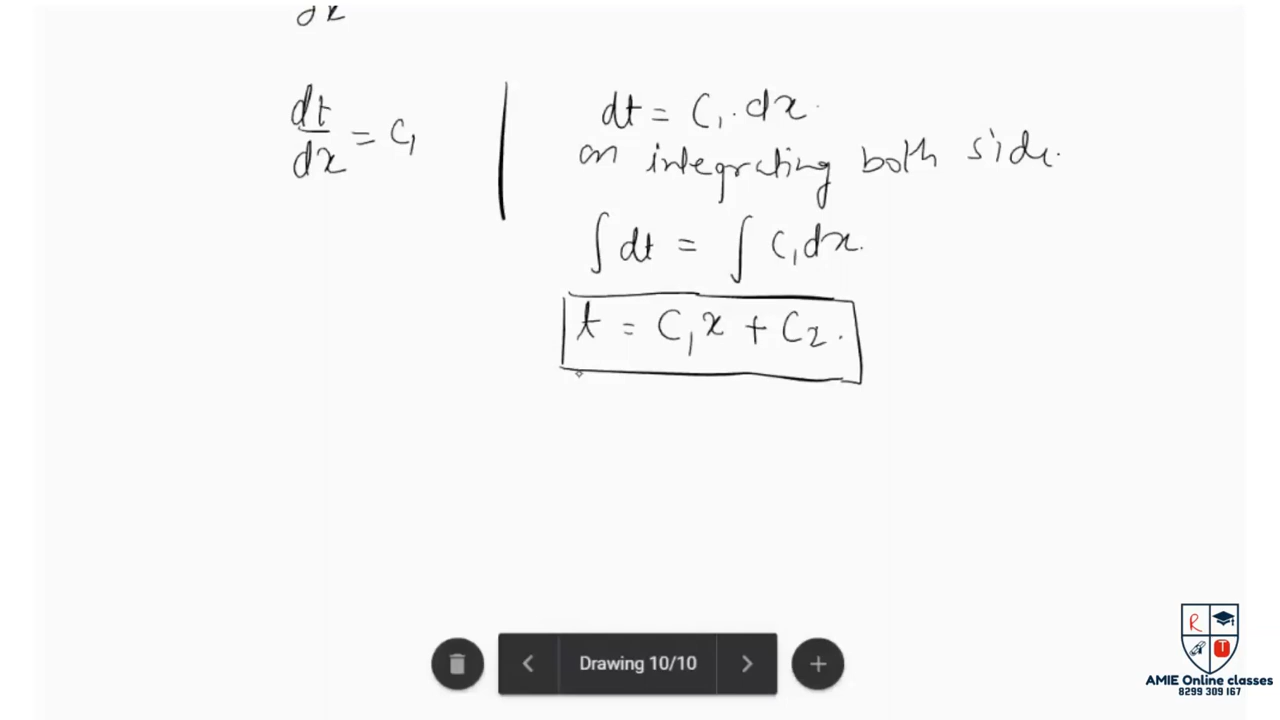 dx
dt/dx = C₁
dt = C₁. dx.
on integrating both side.
∫ dt = ∫ C₁dx.
t = C₁x + C₂.
Drawing 10/10
R
T
AMIE Online classes
8299 309 167